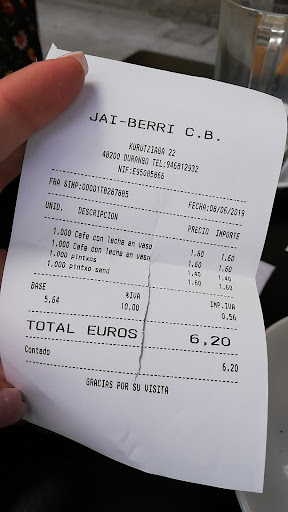 JAI-BERRI C.B.
KURUTZIAGA 22
48200 DURANGO TEL:946812932
NIF:E95085866
FRA SIMP:00001TB287805 FECHA:08/06/2019
UNID. DESCRIPCION PRECIO IMPORTE
1.000 Cafe con leche en vaso 1.60 1.60
1.000 Cafe con leche en vaso 1.60 1.60
1.000 pintxos 1.40 1.40
1.000 pintxo sand 1.60 1.60
BASE %IVA IMP.IVA
5.64 10.00 0.56
TOTAL EUROS 6,20
Contado 6.20
GRACIAS POR SU VISITA